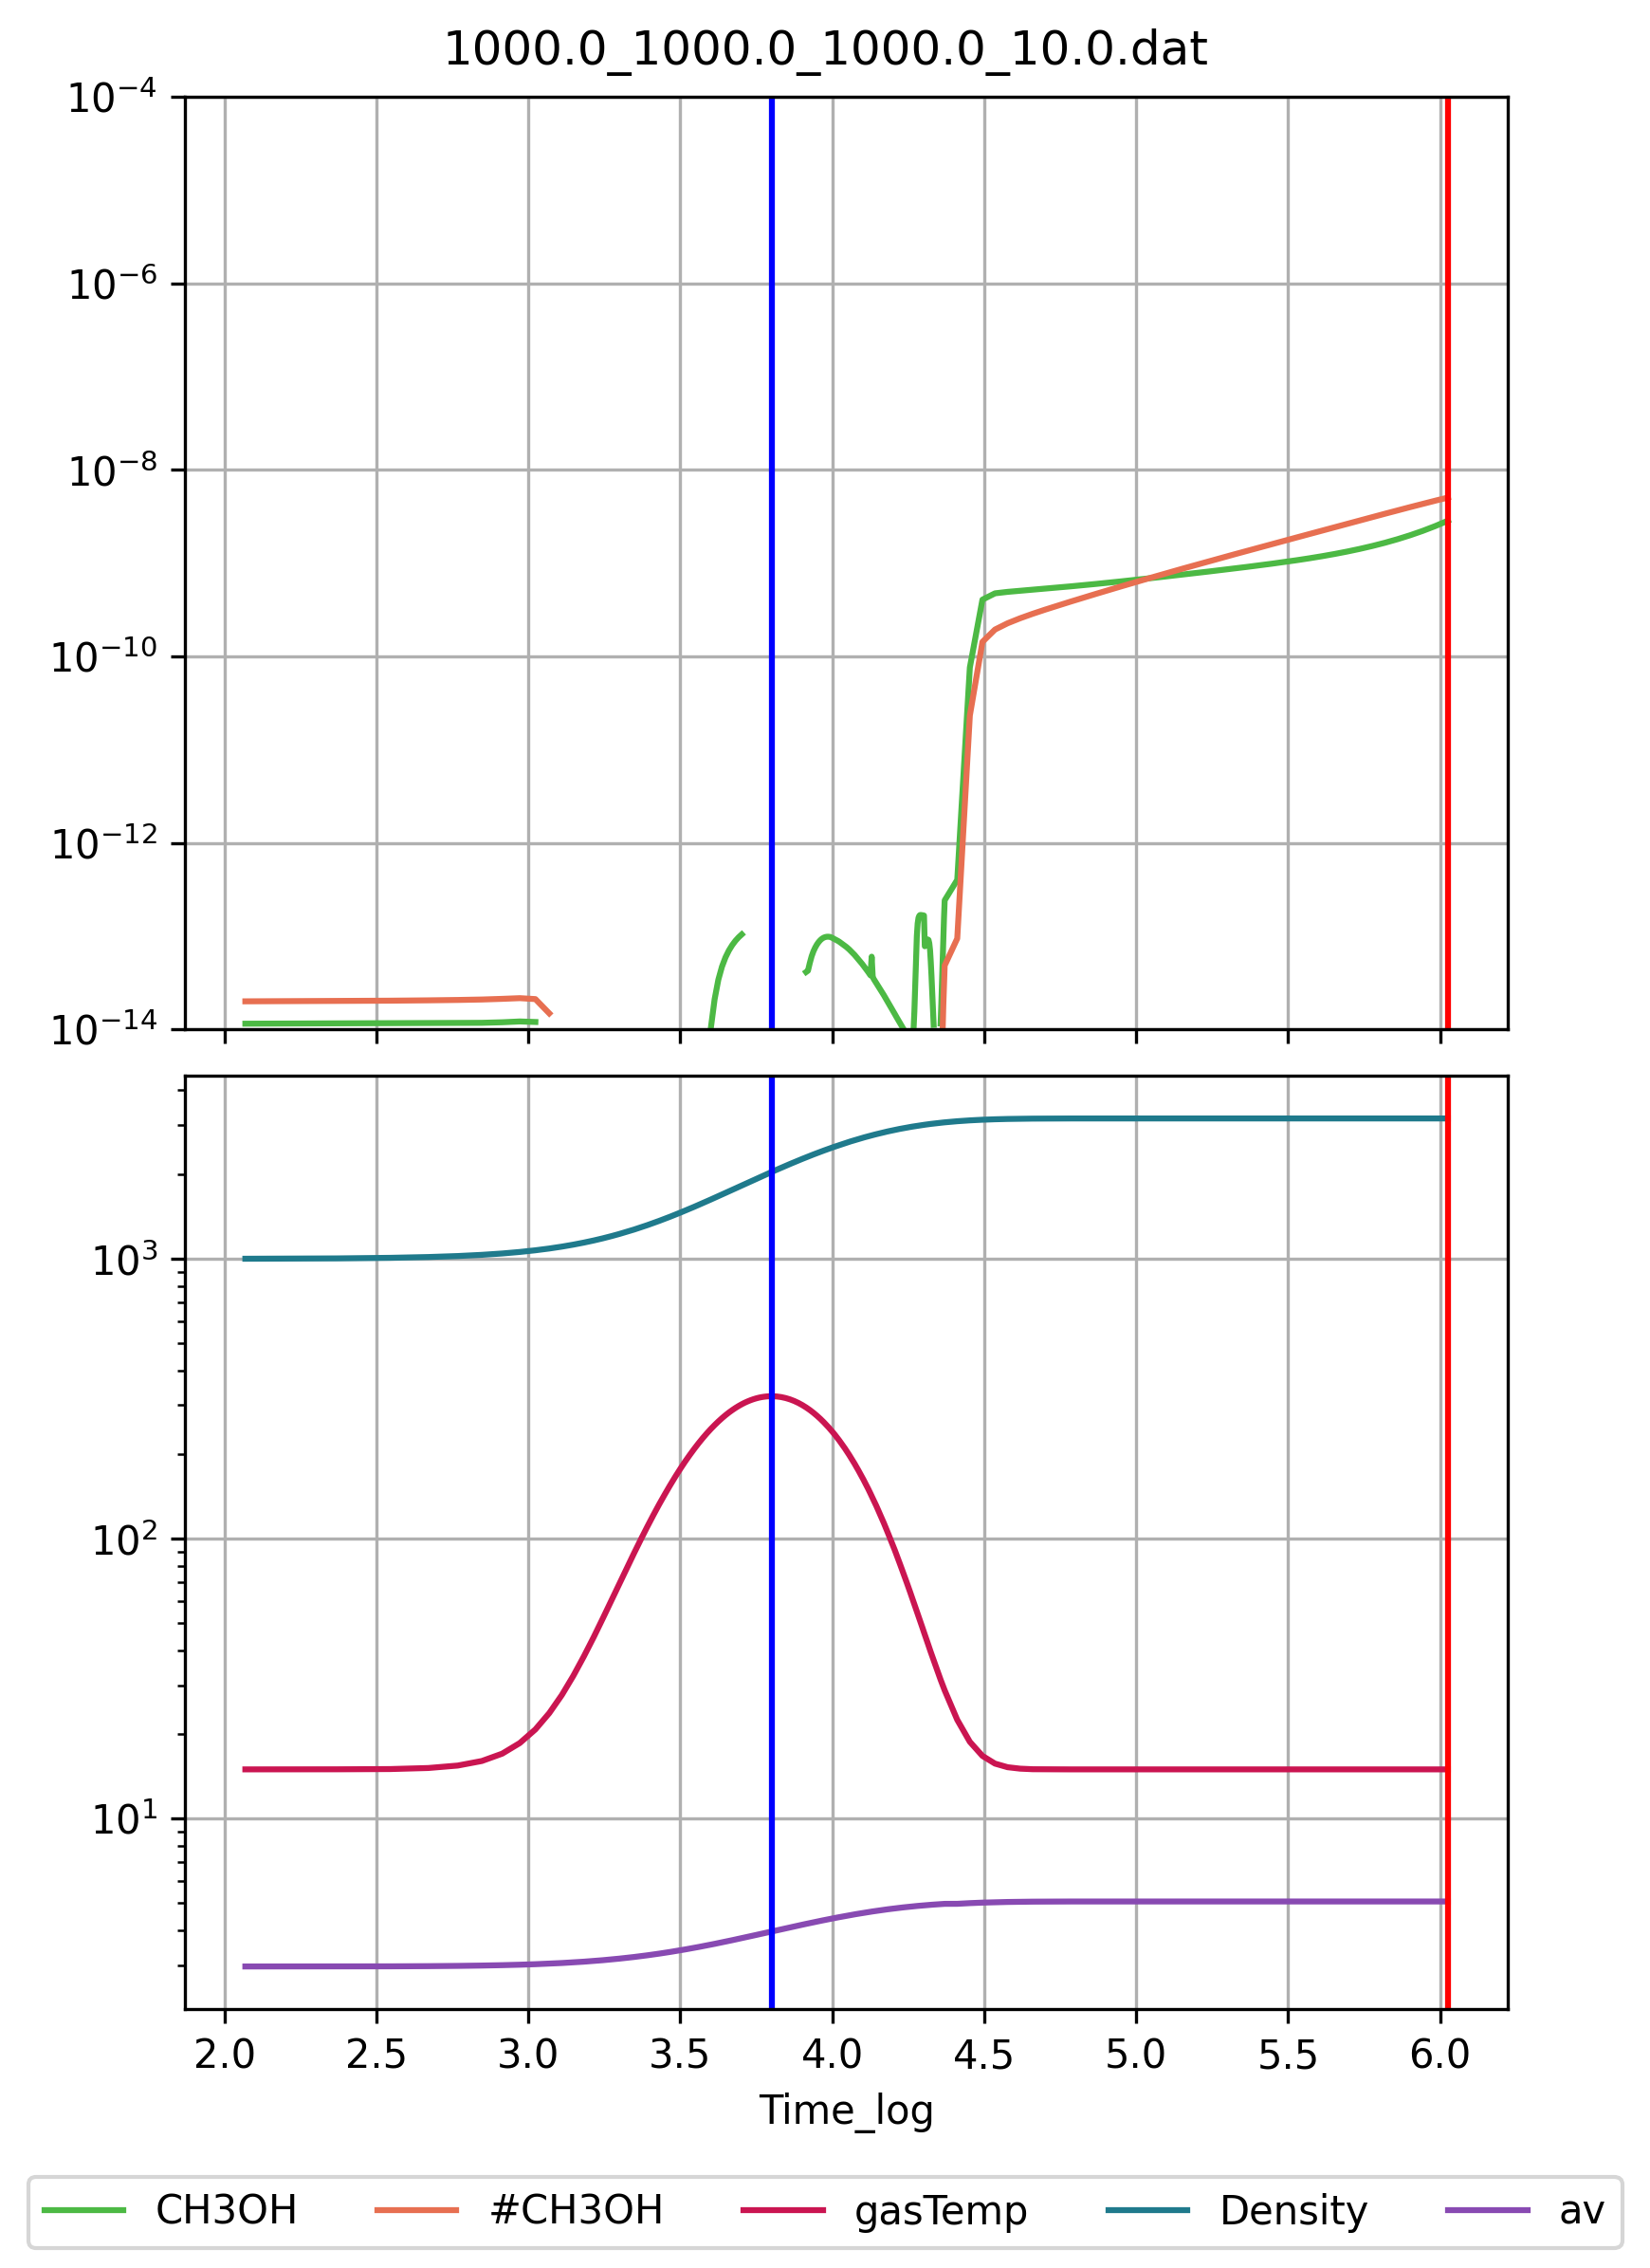 1000.0_1000.0_1000.0_10.0.dat
10⁻⁴
10⁻⁶
10⁻⁸
10⁻¹⁰
10⁻¹²
10⁻¹⁴
10³
10²
10¹
2.0 2.5 3.0 3.5 4.0 4.5 5.0 5.5 6.0
Time_log
CH3OH #CH3OH gasTemp Density av